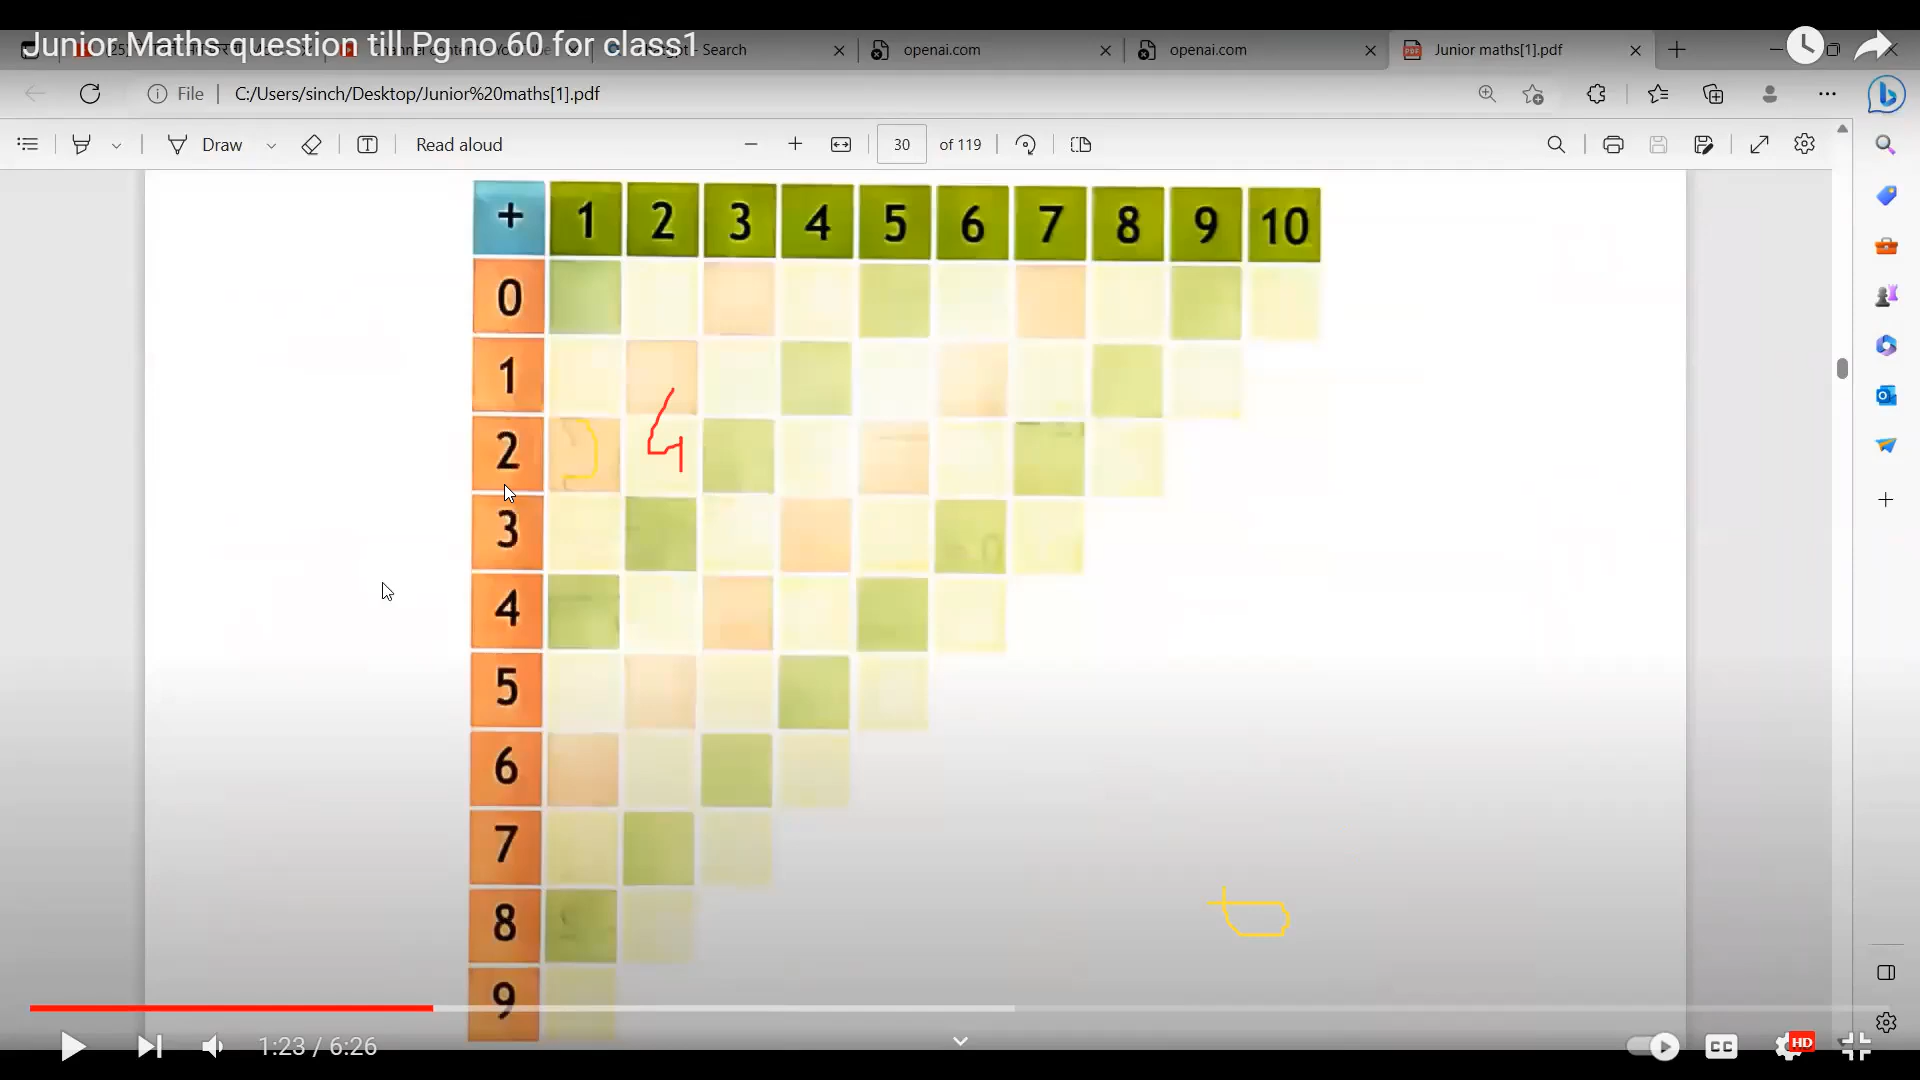 Junior Maths question till Pg no 60 for class1
Search
openai.com
openai.com
Junior maths[1].pdf
File
C:/Users/sinch/Desktop/Junior%20maths[1].pdf
Draw
Read aloud
30
of 119
+ 1 2 3 4 5 6 7 8 9 10
0
1
2 4
3
4
5
6
7
8
9
1:23 / 6:26
CC
HD